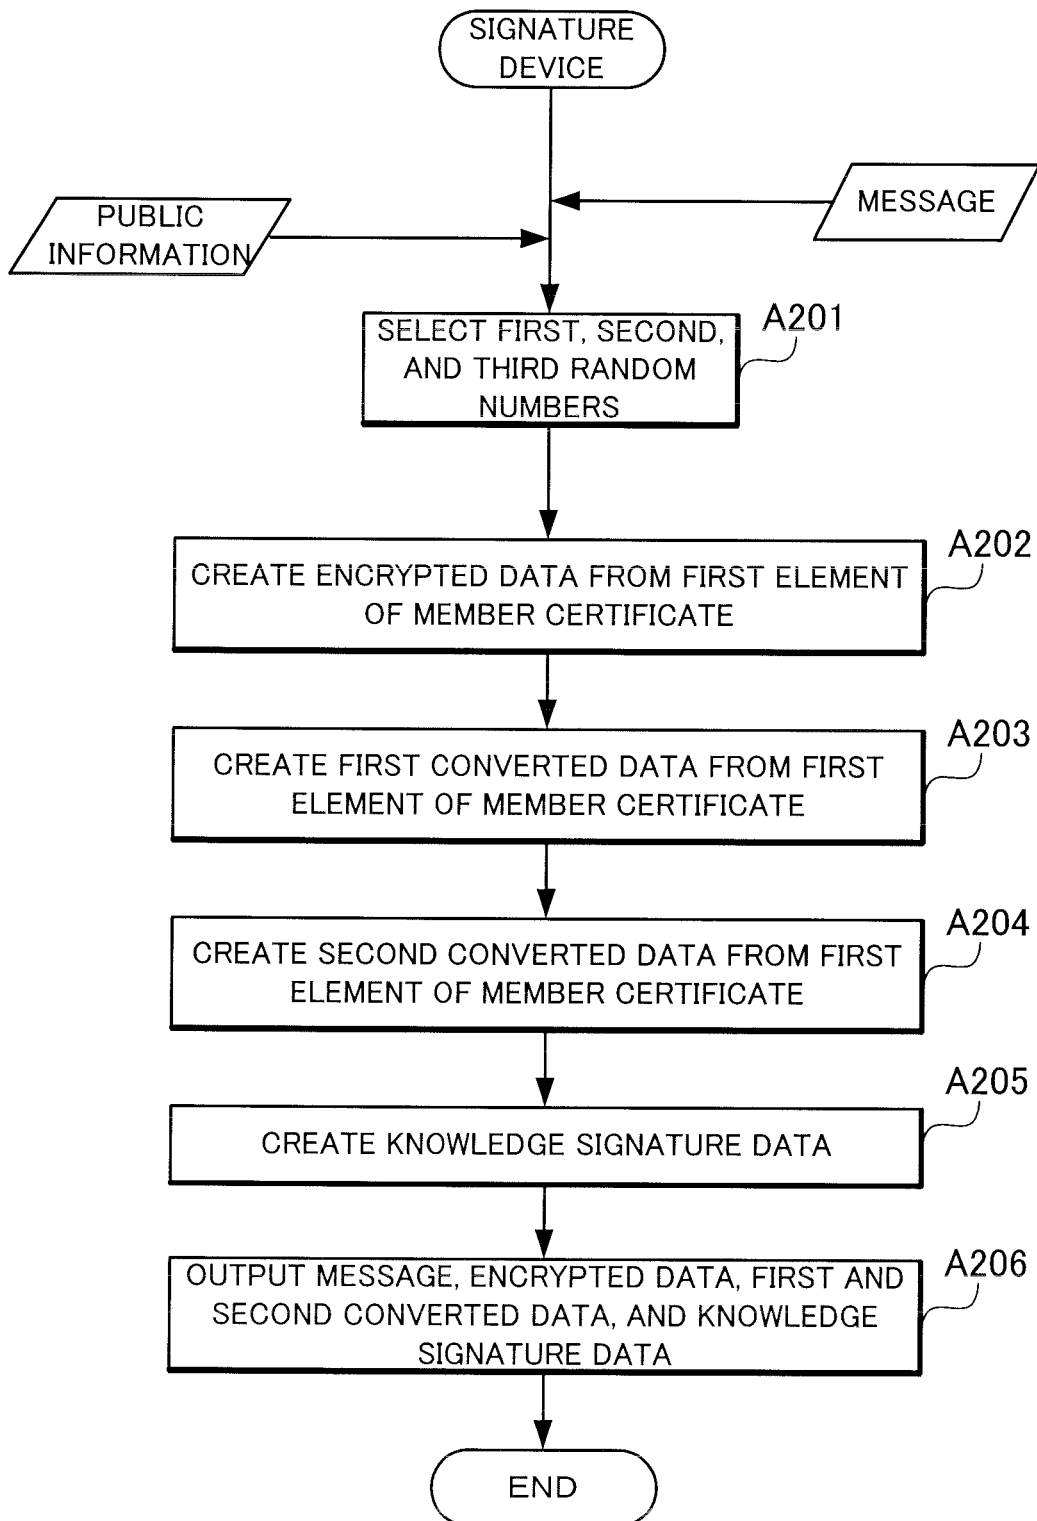 SIGNATURE
DEVICE
MESSAGE
PUBLIC
INFORMATION
A201
SELECT FIRST, SECOND,
AND THIRD RANDOM
NUMBERS
A202
CREATE ENCRYPTED DATA FROM FIRST ELEMENT
OF MEMBER CERTIFICATE
A203
CREATE FIRST CONVERTED DATA FROM FIRST
ELEMENT OF MEMBER CERTIFICATE
A204
CREATE SECOND CONVERTED DATA FROM FIRST
ELEMENT OF MEMBER CERTIFICATE
A205
CREATE KNOWLEDGE SIGNATURE DATA
A206
OUTPUT MESSAGE, ENCRYPTED DATA, FIRST AND
SECOND CONVERTED DATA, AND KNOWLEDGE
SIGNATURE DATA
END